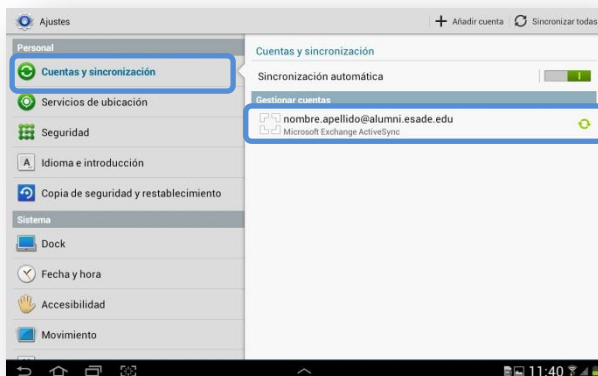 Ajustes
Añadir cuenta
Sincronizar todas
Personal
Cuentas y sincronización
Servicios de ubicación
Seguridad
A Idioma e introducción
Copia de seguridad y restablecimiento
Sistema
Dock
Fecha y hora
Accesibilidad
Movimiento
Cuentas y sincronización
Sincronización automática
Gestionar cuentas
nombre.apellido@alumni.esade.edu
Microsoft Exchange ActiveSync
11:40